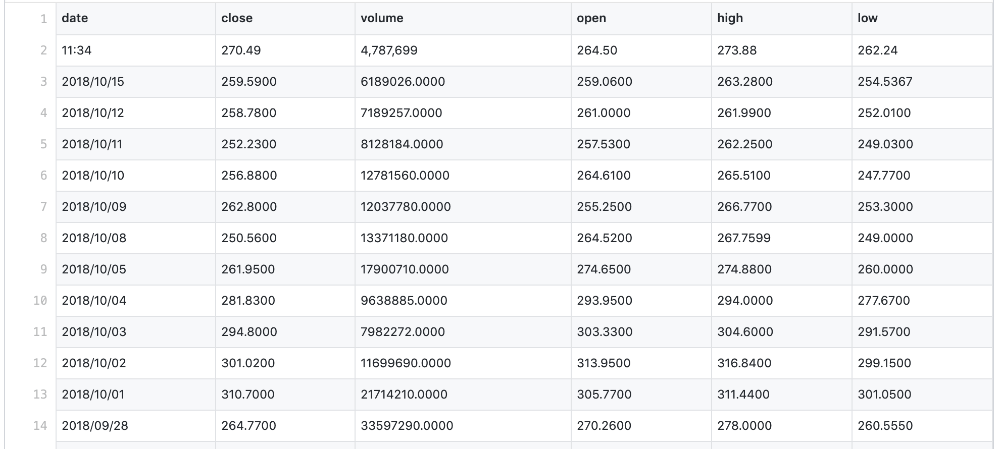 1 date close volume open high low
2 11:34 270.49 4,787,699 264.50 273.88 262.24
3 2018/10/15 259.5900 6189026.0000 259.0600 263.2800 254.5367
4 2018/10/12 258.7800 7189257.0000 261.0000 261.9900 252.0100
5 2018/10/11 252.2300 8128184.0000 257.5300 262.2500 249.0300
6 2018/10/10 256.8800 12781560.0000 264.6100 265.5100 247.7700
7 2018/10/09 262.8000 12037780.0000 255.2500 266.7700 253.3000
8 2018/10/08 250.5600 13371180.0000 264.5200 267.7599 249.0000
9 2018/10/05 261.9500 17900710.0000 274.6500 274.8800 260.0000
10 2018/10/04 281.8300 9638885.0000 293.9500 294.0000 277.6700
11 2018/10/03 294.8000 7982272.0000 303.3300 304.6000 291.5700
12 2018/10/02 301.0200 11699690.0000 313.9500 316.8400 299.1500
13 2018/10/01 310.7000 21714210.0000 305.7700 311.4400 301.0500
14 2018/09/28 264.7700 33597290.0000 270.2600 278.0000 260.5550